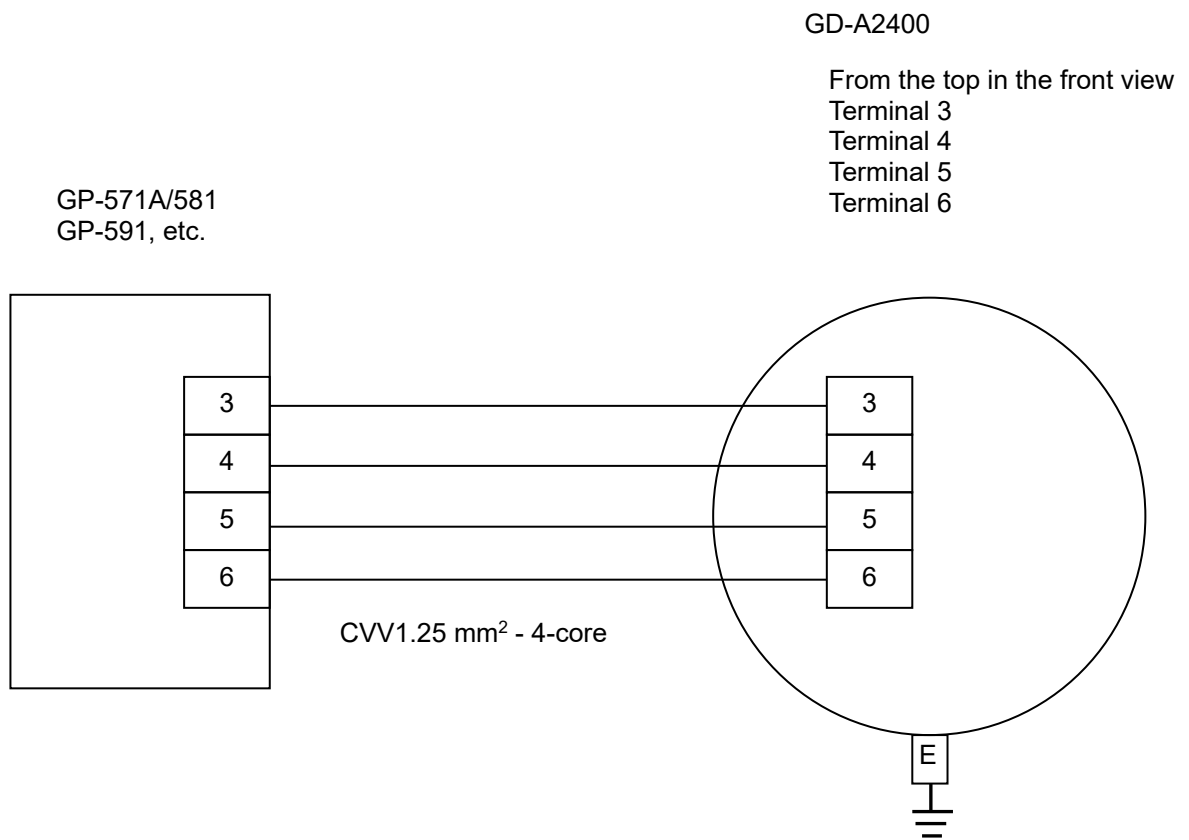 GD-A2400
From the top in the front view
Terminal 3
Terminal 4
Terminal 5
Terminal 6
GP-571A/581
GP-591, etc.
3
3
4
4
5
5
6
6
CVV1.25 mm² - 4-core
E